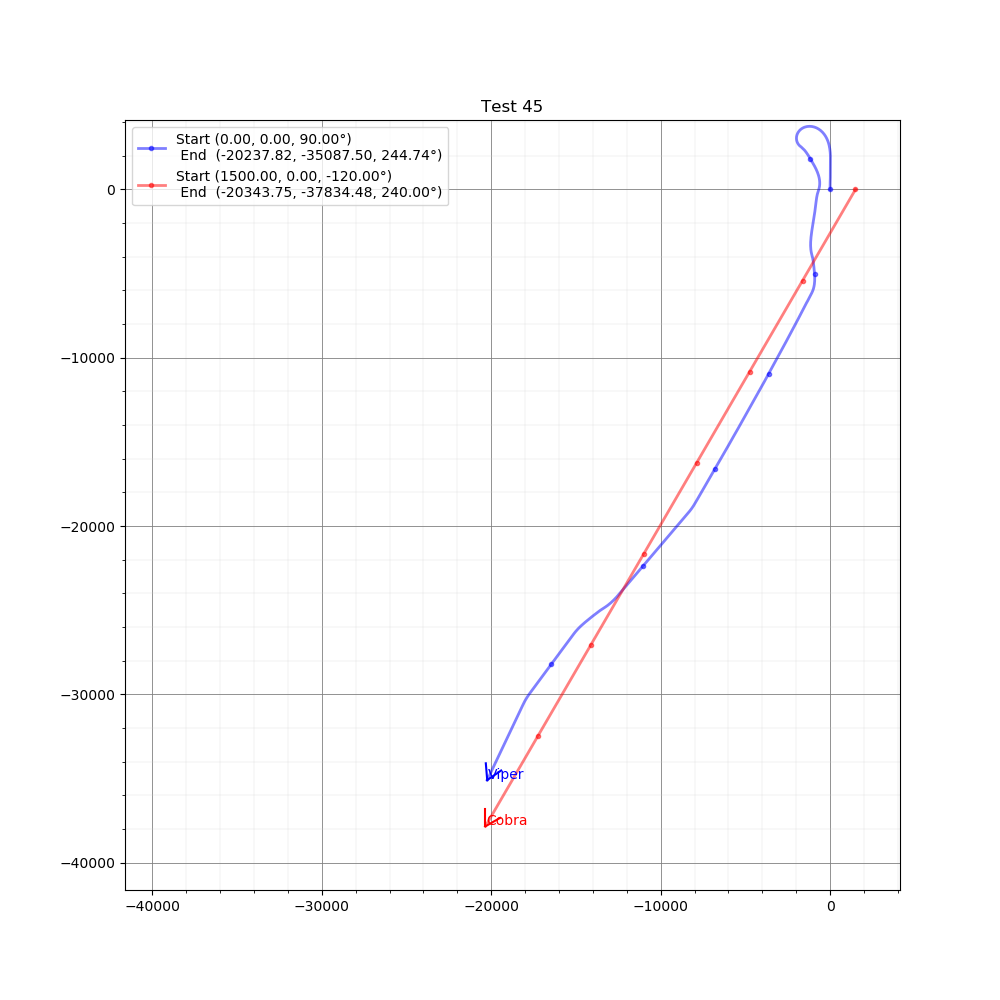 Test 45
Start (0.00, 0.00, 90.00°)
End (-20237.82, -35087.50, 244.74°)
Start (1500.00, 0.00, -120.00°)
End (-20343.75, -37834.48, 240.00°)
0
−10000
−20000
−30000
−40000
Viper
Cobra
−40000 −30000 −20000 −10000 0